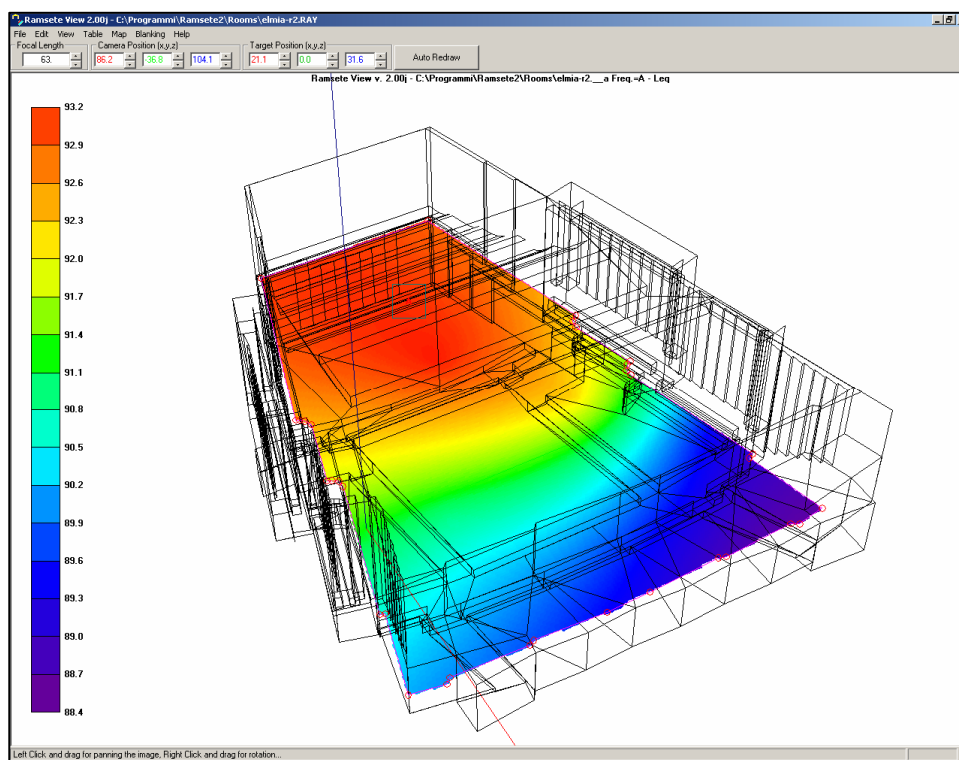 Ramsete View 2.00j - C:\Programmi\Ramsete2\Rooms\elmia-r2.RAY
File Edit View Table Map Blanking Help
Focal Length Camera Position (x,y,z) Target Position (x,y,z)
63. 86.2 -36.8 104.1 21.1 0.0 31.6 Auto Redraw
Ramsete View v. 2.00j - C:\Programmi\Ramsete2\Rooms\elmia-r2.__a Freq.=A - Leq
93.2
92.9
92.6
92.3
92.0
91.7
91.4
91.1
90.8
90.5
90.2
89.9
89.6
89.3
89.0
88.7
88.4
Left Click and drag for panning the image. Right Click and drag for rotation...